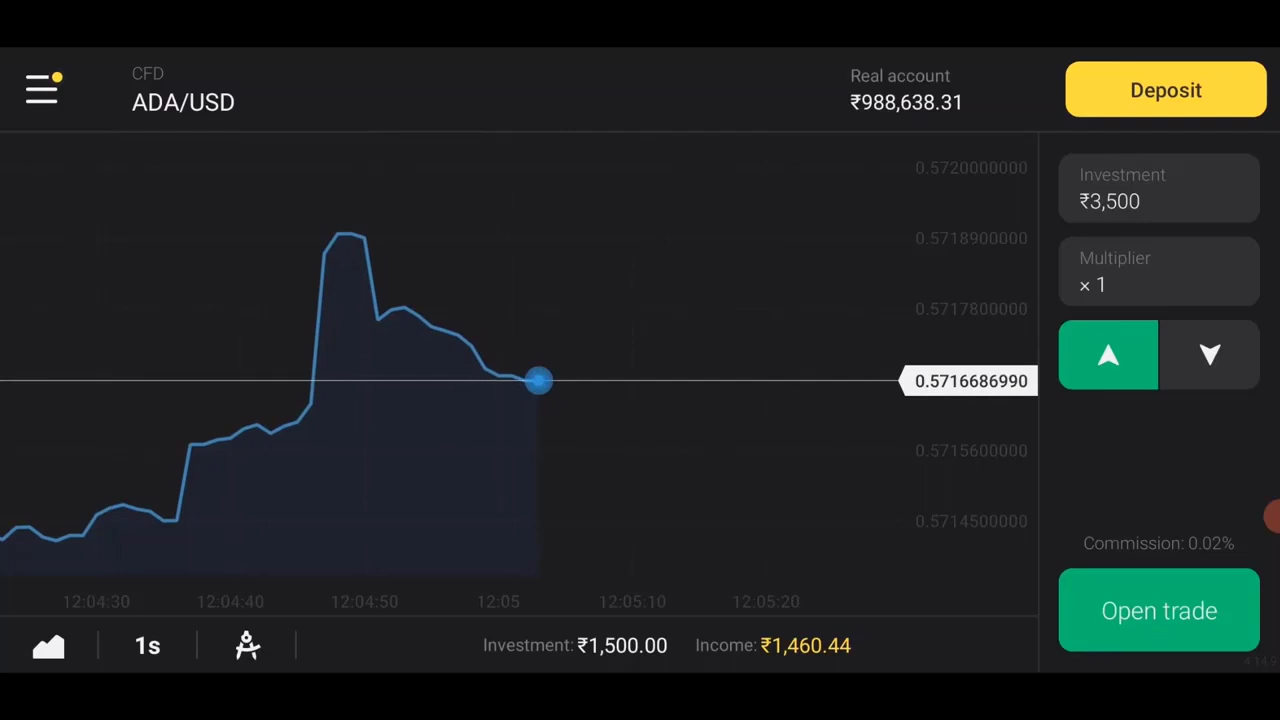 CFD
ADA/USD
Real account
₹988,638.31
Deposit
0.5720000000
0.5718900000
0.5717800000
0.5716686990
0.5715600000
0.5714500000
Investment
₹3,500
Multiplier
× 1
Commission: 0.02%
Open trade
12:04:30 12:04:40 12:04:50 12:05 12:05:10 12:05:20
1s
Investment: ₹1,500.00 Income: ₹1,460.44